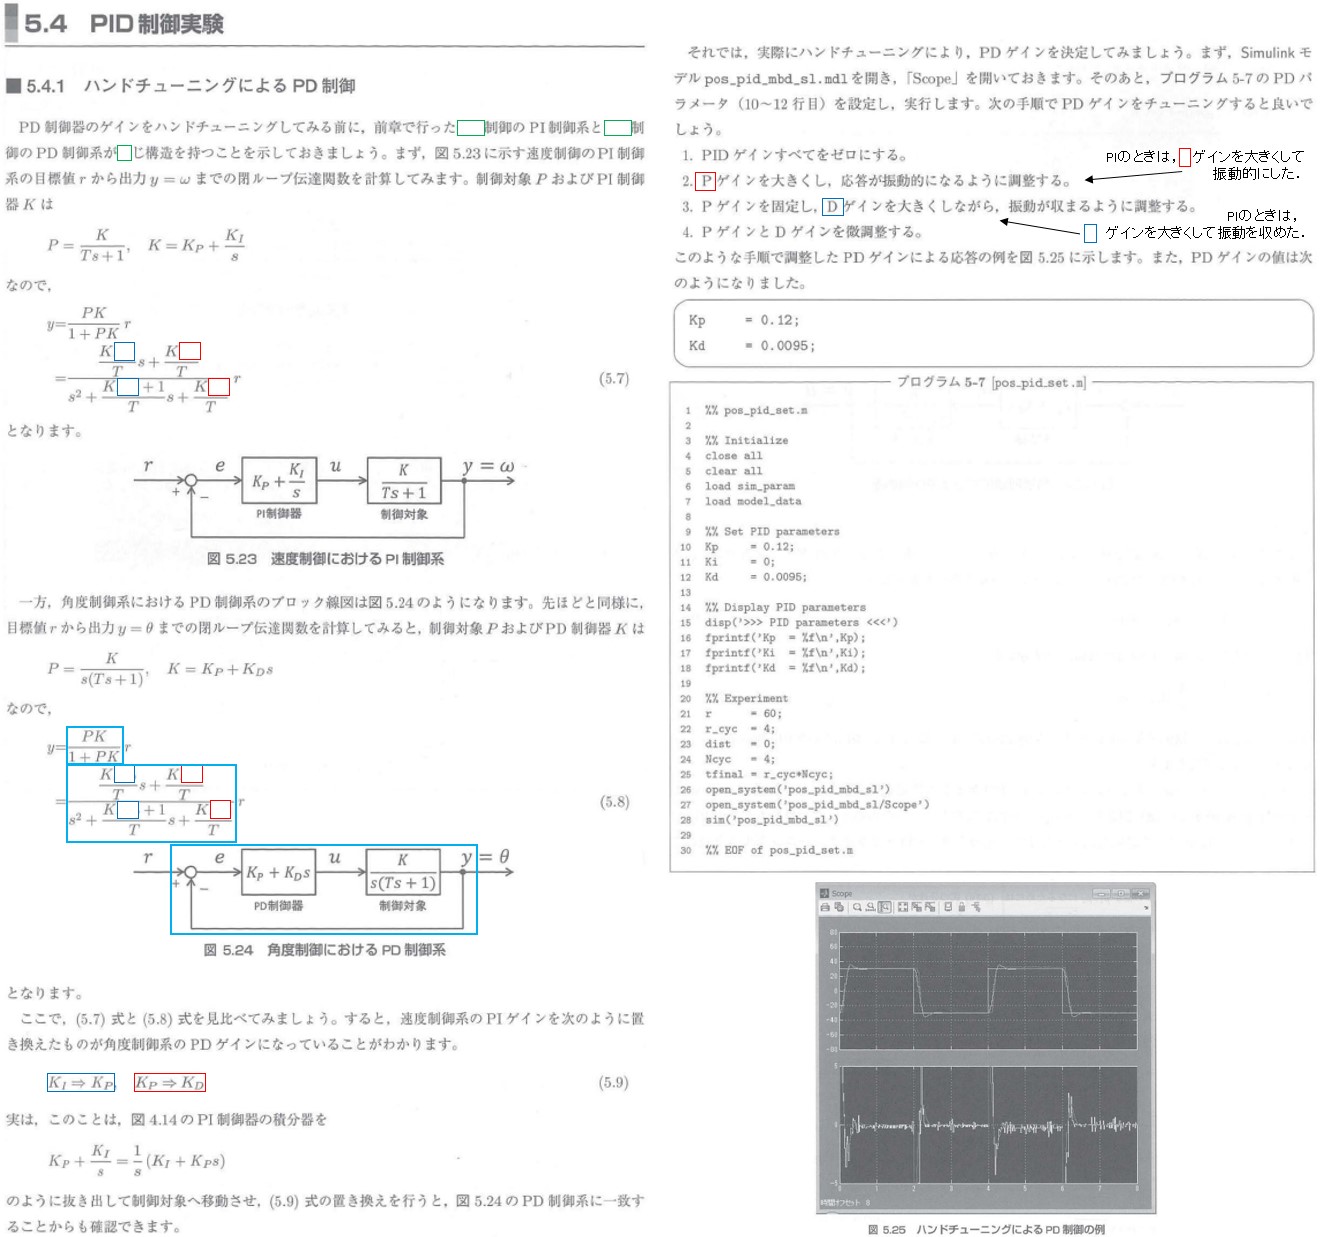 5.4 PID 制御実験
■ 5.4.1 ハンドチューニングによる PD 制御
PD 制御器のゲインをハンドチューニングしてみる前に，前章で行った 制御の PI 制御系と 制
御の PD 制御系が じ構造を持つことを示しておきましょう。まず，図 5.23 に示す速度制御の PI 制御
系の目標値 r から出力 y = ω までの閉ループ伝達関数を計算してみます。制御対象 P および PI 制御
器 K は
P = K/(Ts+1), K = K_P + K_I/s
なので，
y= PK/(1+PK) r
= (K /T s + K /T)/(s² + (K +1)/T s + K /T) r (5.7)
となります。
r e K_P + K_I/s u K/(Ts+1) y = ω
+ −
PI制御器 制御対象
図 5.23 速度制御における PI 制御系
一方，角度制御系における PD 制御系のブロック線図は図 5.24 のようになります。先ほどと同様に，
目標値 r から出力 y = θ までの閉ループ伝達関数を計算してみると，制御対象 P および PD 制御器 K は
P = K/(s(Ts+1)), K = K_P + K_D s
なので，
y= PK/(1+PK) r
= (K /T s + K /T)/(s² + (K +1)/T s + K /T) r (5.8)
r e K_P + K_D s u K/(s(Ts+1)) y = θ
+ −
PD制御器 制御対象
図 5.24 角度制御における PD 制御系
となります。
ここで，(5.7) 式と (5.8) 式を見比べてみましょう。すると，速度制御系の PI ゲインを次のように置
き換えたものが角度制御系の PD ゲインになっていることがわかります。
K_I ⇒ K_P, K_P ⇒ K_D (5.9)
実は，このことは，図 4.14 の PI 制御器の積分器を
K_P + K_I/s = 1/s (K_I + K_P s)
のように抜き出して制御対象へ移動させ，(5.9) 式の置き換えを行うと，図 5.24 の PD 制御系に一致す
ることからも確認できます。
それでは，実際にハンドチューニングにより，PD ゲインを決定してみましょう。まず，Simulink モ
デル pos_pid_mbd_sl.mdl を開き，「Scope」を開いておきます。そのあと，プログラム 5-7 の PD パ
ラメータ（10〜12 行目）を設定し，実行します。次の手順で PD ゲインをチューニングすると良いで
しょう。
1. PID ゲインすべてをゼロにする。
2. P ゲインを大きくし，応答が振動的になるように調整する。
3. P ゲインを固定し，D ゲインを大きくしながら，振動が収まるように調整する。
4. P ゲインと D ゲインを微調整する。
PIのときは， ゲインを大きくして
振動的にした．
PIのときは，
ゲインを大きくして振動を収めた．
このような手順で調整した PD ゲインによる応答の例を図 5.25 に示します。また，PD ゲインの値は次
のようになりました。
Kp = 0.12;
Kd = 0.0095;
プログラム 5-7 [pos_pid_set.m]
1 %% pos_pid_set.m
2
3 %% Initialize
4 close all
5 clear all
6 load sim_param
7 load model_data
8
9 %% Set PID parameters
10 Kp = 0.12;
11 Ki = 0;
12 Kd = 0.0095;
13
14 %% Display PID parameters
15 disp('>>> PID parameters <<<')
16 fprintf('Kp = %f\n',Kp);
17 fprintf('Ki = %f\n',Ki);
18 fprintf('Kd = %f\n',Kd);
19
20 %% Experiment
21 r = 60;
22 r_cyc = 4;
23 dist = 0;
24 Ncyc = 4;
25 tfinal = r_cyc*Ncyc;
26 open_system('pos_pid_mbd_sl')
27 open_system('pos_pid_mbd_sl/Scope')
28 sim('pos_pid_mbd_sl')
29
30 %% EOF of pos_pid_set.m
Scope
80
60
40
20
0
-20
-40
-60
-80
5
0
-5
0 1 2 3 4 5 6 7 8
時間オフセット: 0
図 5.25 ハンドチューニングによる PD 制御の例